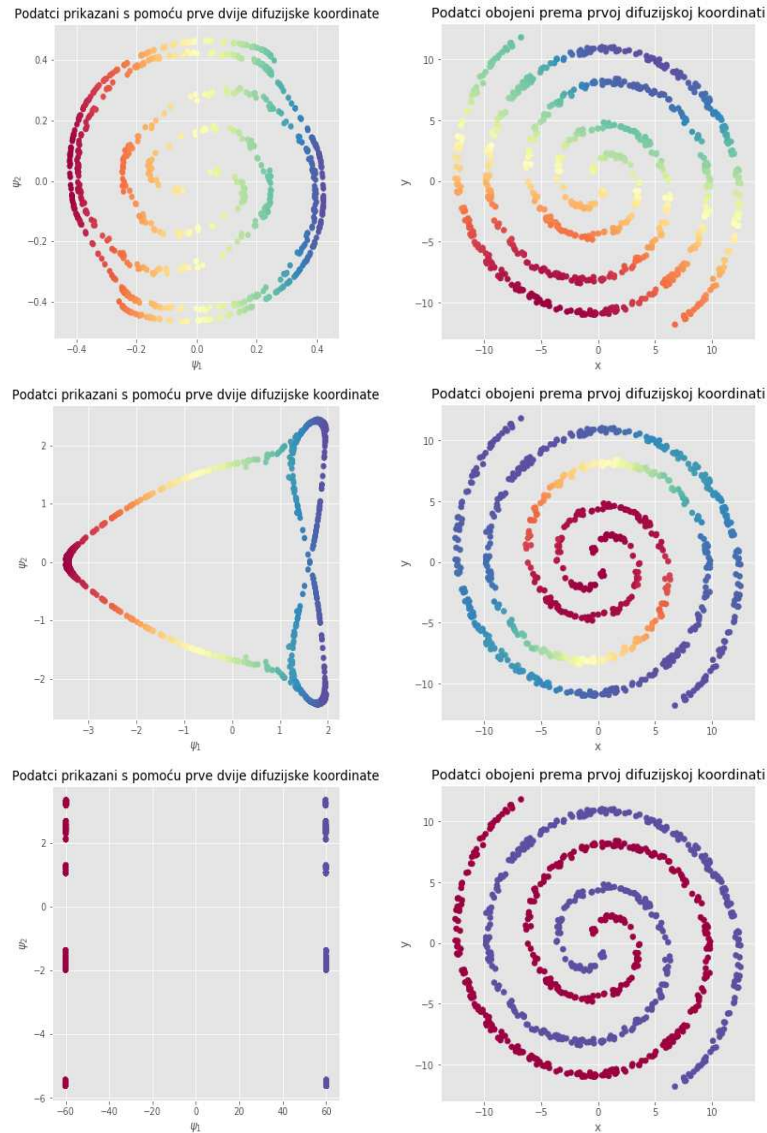 Podatci prikazani s pomoću prve dvije difuzijske koordinate
0.4
0.2
0.0
−0.2
−0.4
ψ₂
−0.4 −0.2 0.0 0.2 0.4
ψ₁
Podatci obojeni prema prvoj difuzijskoj koordinati
10
5
0
−5
−10
y
−10 −5 0 5 10
x
Podatci prikazani s pomoću prve dvije difuzijske koordinate
2
1
0
−1
−2
ψ₂
−3 −2 −1 0 1 2
ψ₁
Podatci obojeni prema prvoj difuzijskoj koordinati
10
5
0
−5
−10
y
−10 −5 0 5 10
x
Podatci prikazani s pomoću prve dvije difuzijske koordinate
2
0
−2
−4
−6
ψ₂
−60 −40 −20 0 20 40 60
ψ₁
Podatci obojeni prema prvoj difuzijskoj koordinati
10
5
0
−5
−10
y
−10 −5 0 5 10
x